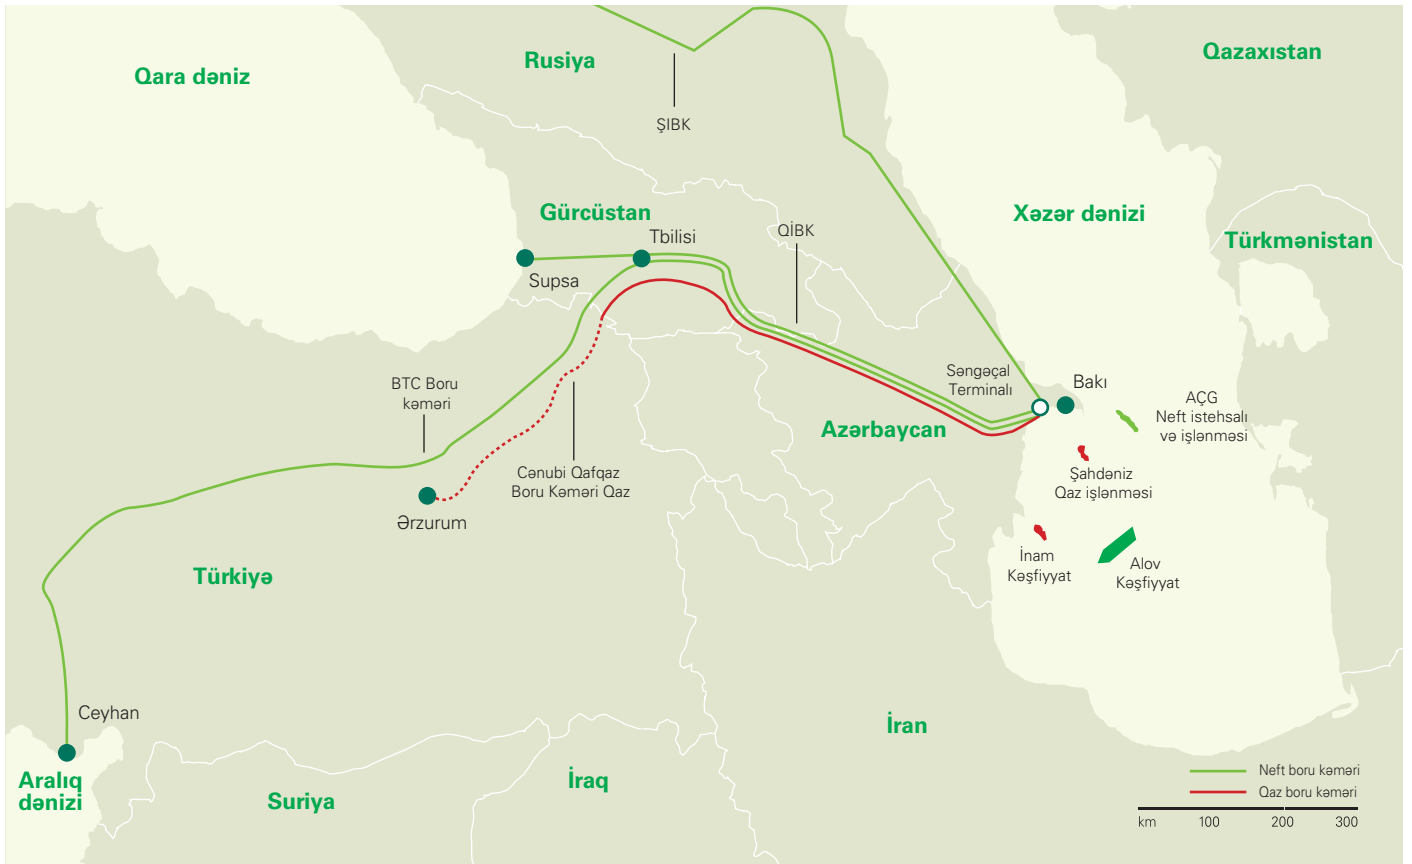 Rusiya
Qazaxıstan
Qara dəniz
ŞIBK
Gürcüstan
Xəzər dənizi
Tbilisi
QİBK
Türkmənistan
Supsa
Səngəçal
Terminalı
Bakı
BTC Boru
kəməri
AÇG
Neft istehsalı
və işlənməsi
Azərbaycan
Cənubi Qafqaz
Boru Kəməri Qaz
Şahdəniz
Qaz işlənməsi
Ərzurum
İnam
Kəşfiyyat
Alov
Kəşfiyyat
Türkiyə
Ceyhan
İran
Aralıq
dənizi
Suriya
İraq
Neft boru kəməri
Qaz boru kəməri
km 100 200 300